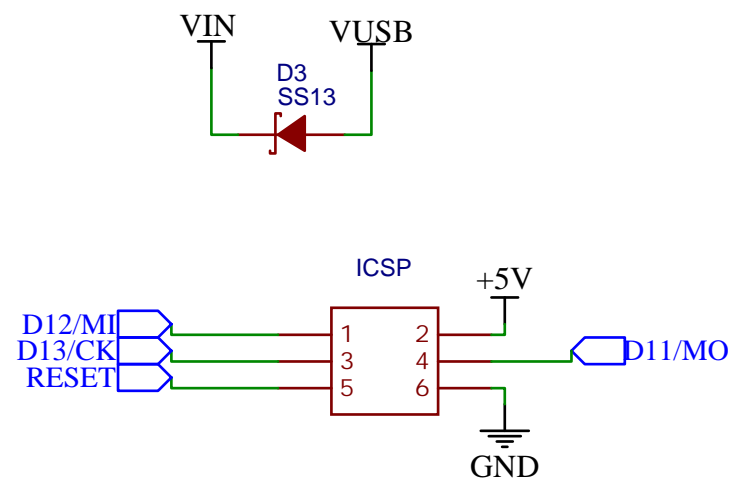 VIN
VUSB
D3
SS13
ICSP
+5V
D12/MI 1 2
D13/CK 3 4 D11/MO
RESET 5 6
GND